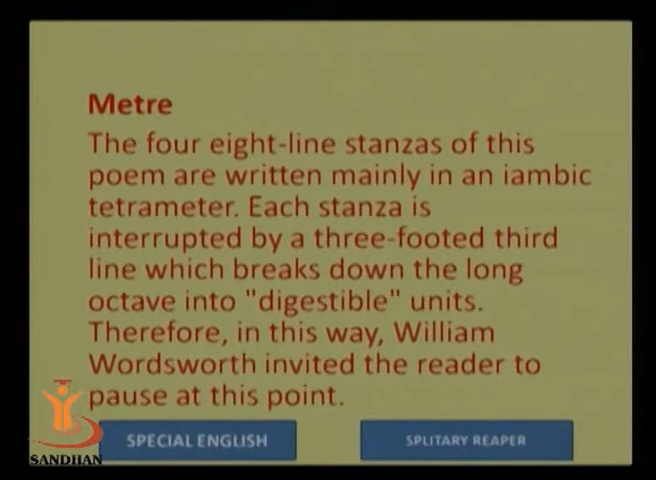 Metre
The four eight-line stanzas of this
poem are written mainly in an iambic
tetrameter. Each stanza is
interrupted by a three-footed third
line which breaks down the long
octave into "digestible" units.
Therefore, in this way, William
Wordsworth invited the reader to
pause at this point.
SPECIAL ENGLISH
SPLITARY REAPER
SANDHAN